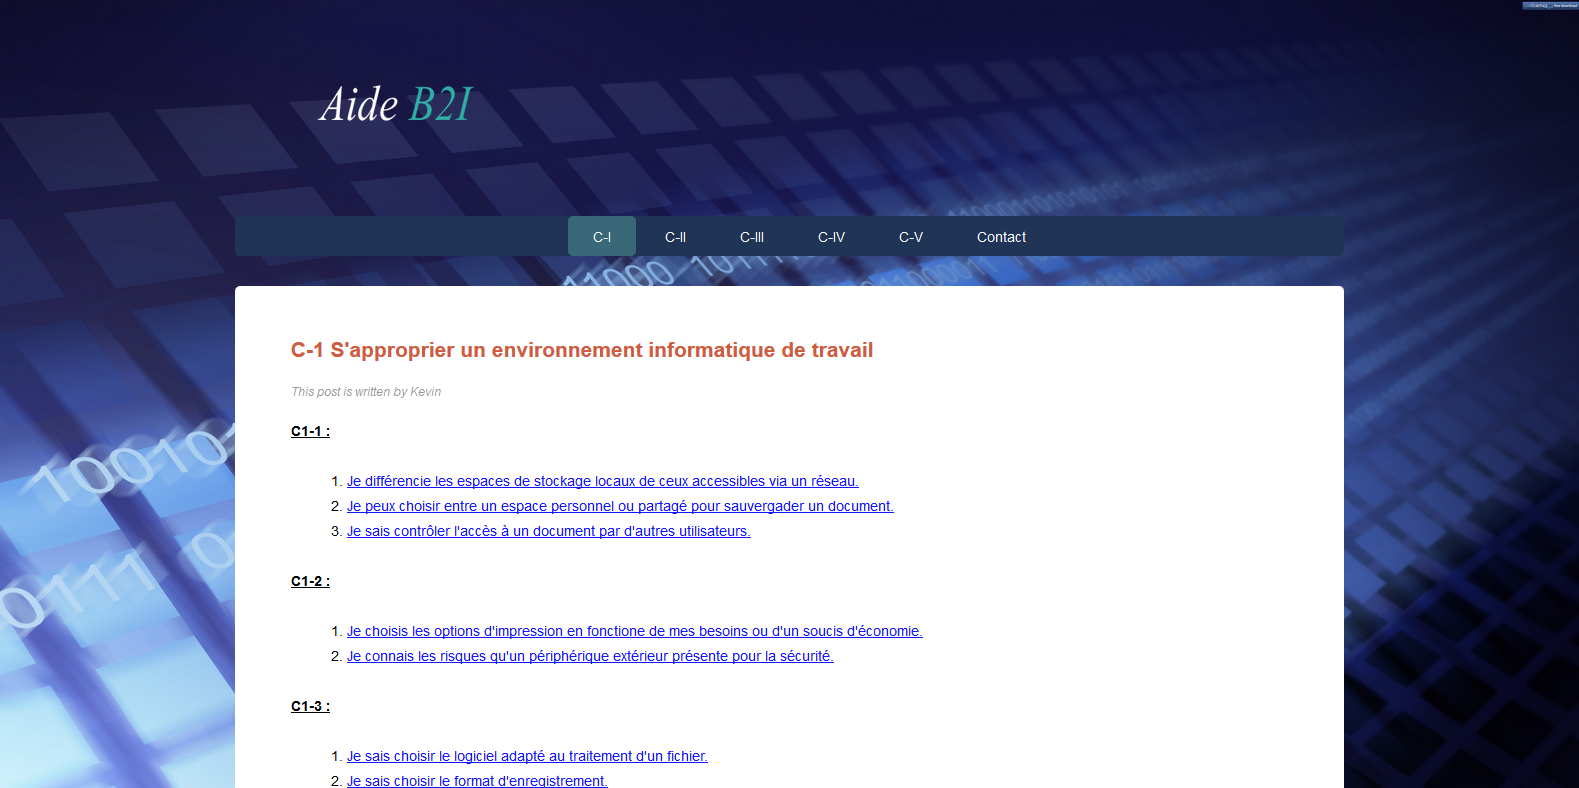 Aide B2I
C-I C-II C-III C-IV C-V Contact
C-1 S'approprier un environnement informatique de travail
This post is written by Kevin
C1-1 :
1. Je différencie les espaces de stockage locaux de ceux accessibles via un réseau.
2. Je peux choisir entre un espace personnel ou partagé pour sauvergader un document.
3. Je sais contrôler l'accès à un document par d'autres utilisateurs.
C1-2 :
1. Je choisis les options d'impression en fonctione de mes besoins ou d'un soucis d'économie.
2. Je connais les risques qu'un périphérique extérieur présente pour la sécurité.
C1-3 :
1. Je sais choisir le logiciel adapté au traitement d'un fichier.
2. Je sais choisir le format d'enregistrement.